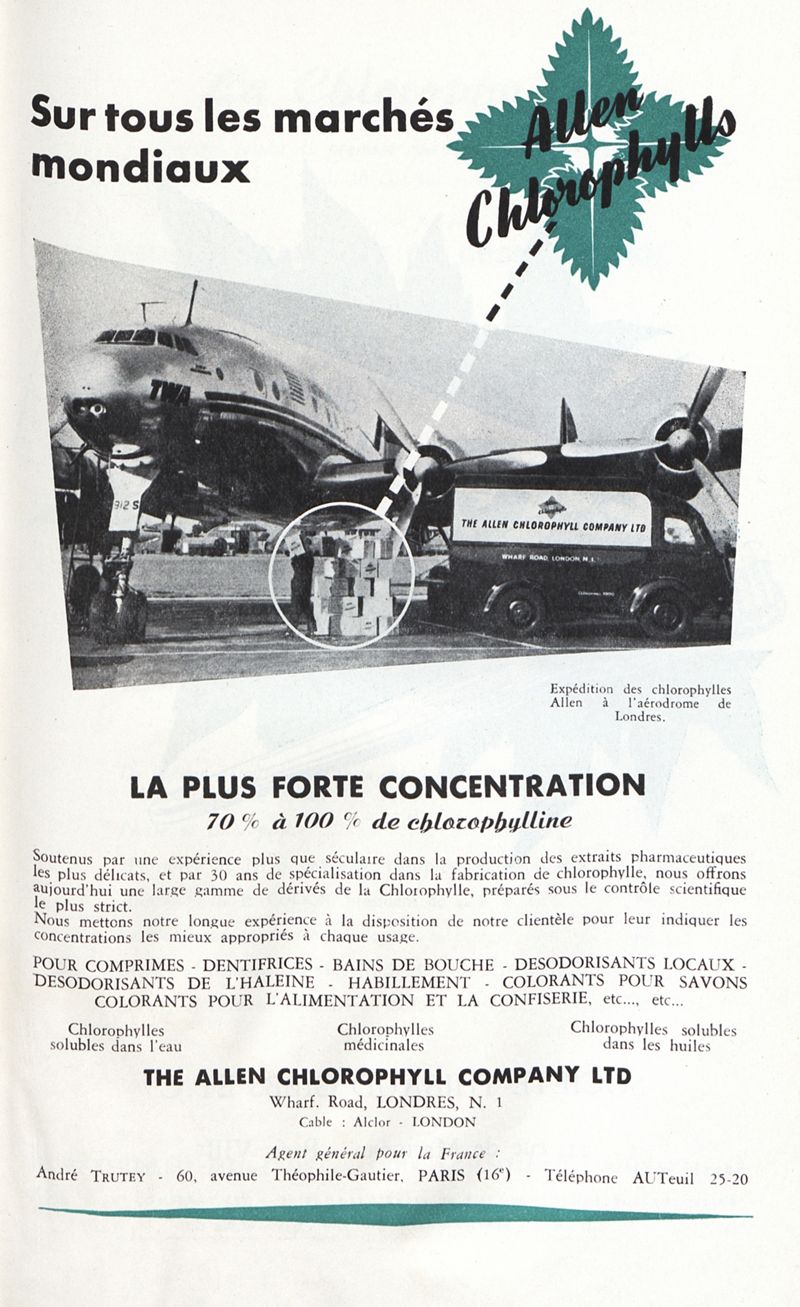 Sur tous les marchés
mondiaux
Allen
Chlorophylls
TWA
312 S
THE ALLEN CHLOROPHYLL COMPANY LTD
WHARF ROAD, LONDON, N.1.
Expédition des chlorophylles
Allen à l'aérodrome de
Londres.
LA PLUS FORTE CONCENTRATION
70 % à 100 % de chlorophylline
Soutenus par une expérience plus que séculaire dans la production des extraits pharmaceutiques
les plus délicats, et par 30 ans de spécialisation dans la fabrication de chlorophylle, nous offrons
aujourd'hui une large gamme de dérivés de la Chlorophylle, préparés sous le contrôle scientifique
le plus strict.
Nous mettons notre longue expérience à la disposition de notre clientèle pour leur indiquer les
concentrations les mieux appropriés à chaque usage.
POUR COMPRIMES - DENTIFRICES - BAINS DE BOUCHE - DESODORISANTS LOCAUX -
DESODORISANTS DE L'HALEINE - HABILLEMENT - COLORANTS POUR SAVONS
COLORANTS POUR L'ALIMENTATION ET LA CONFISERIE, etc..., etc...
Chlorophylles
solubles dans l'eau
Chlorophylles
médicinales
Chlorophylles solubles
dans les huiles
THE ALLEN CHLOROPHYLL COMPANY LTD
Wharf. Road, LONDRES, N. 1
Cable : Alclor - LONDON
Agent général pour la France :
André TRUTEY - 60, avenue Théophile-Gautier, PARIS (16e) - Téléphone AUTeuil 25-20